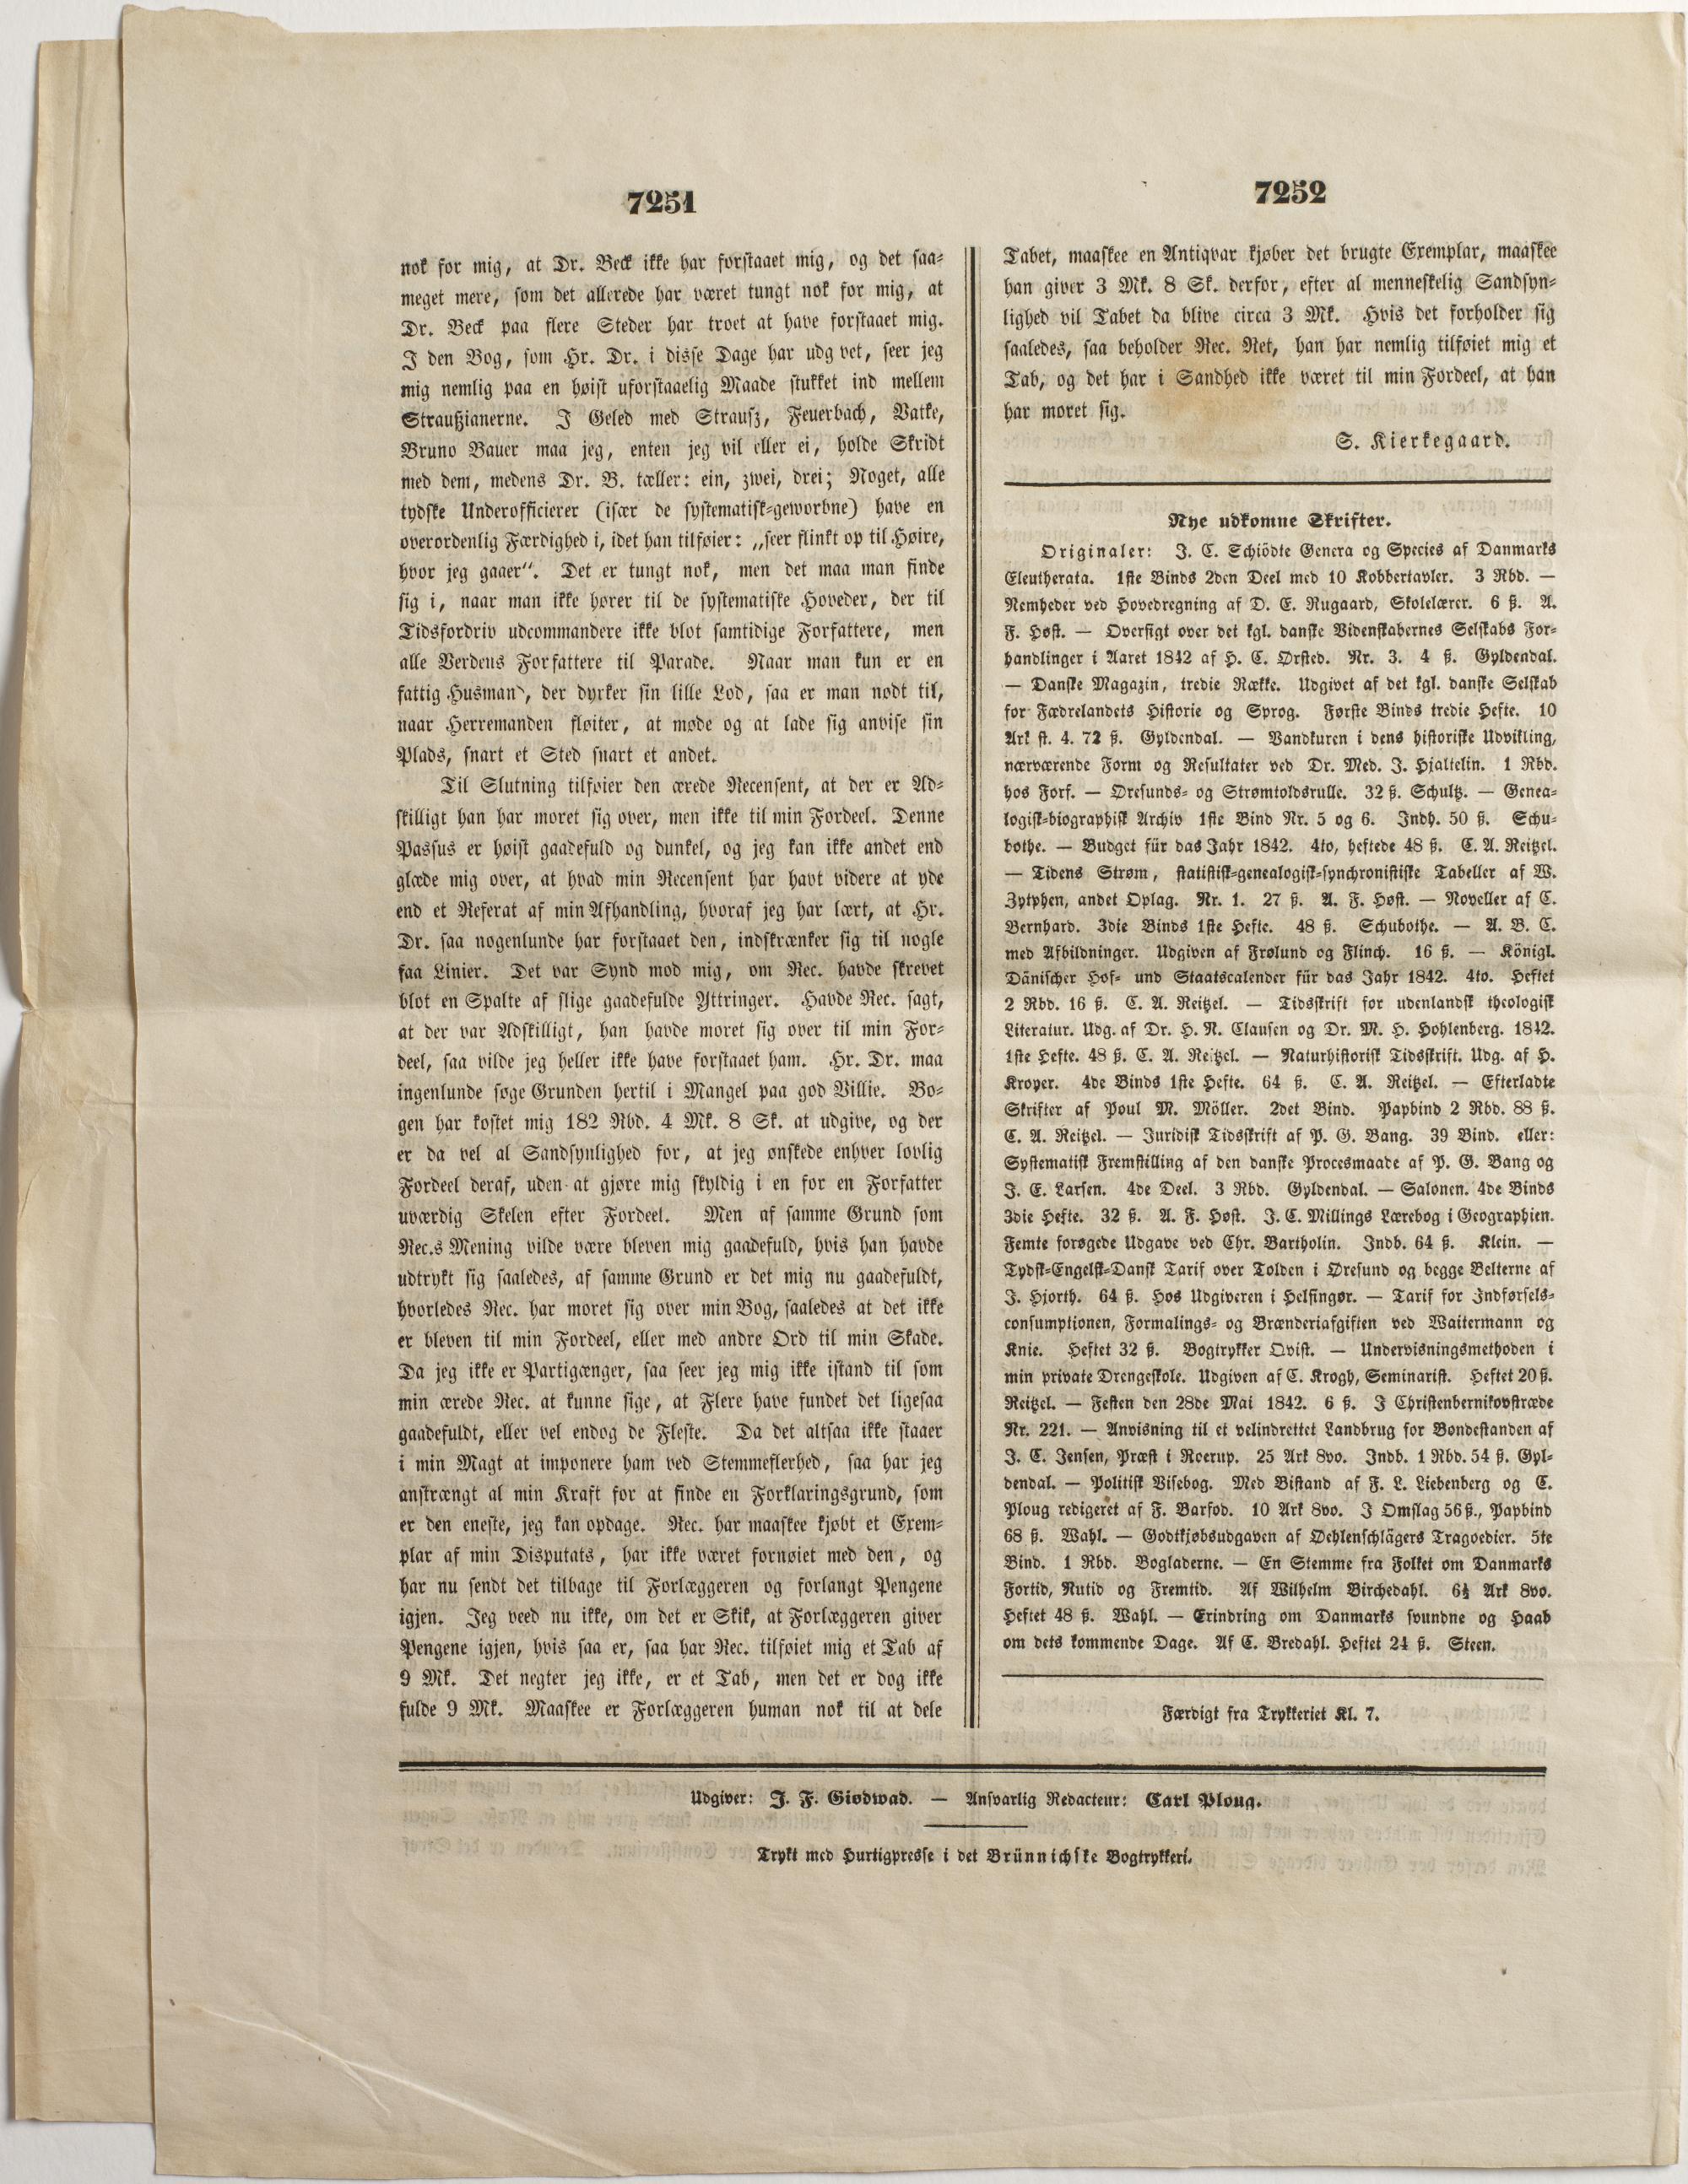 7251
nok for mig, at Dr. Beck ikke har forstaaet mig, og det saa-
meget mere, som det allerede har været tungt nok for mig, at
Dr. Beck paa flere Steder har troet at have forstaaet mig.
I den Bog, som Hr. Dr. i disse Dage har udg vet, seer jeg
mig nemlig paa en høist uforstaaelig Maade stukket ind mellem
Straußianerne. I Geled med Strausz, Feuerbach, Vatke,
Bruno Bauer maa jeg, enten jeg vil eller ei, holde Skridt
med dem, medens Dr. B. tæller: ein, zwei, drei; Noget, alle
tydske Underofficierer (især de systematisk-geworbne) have en
overordenlig Færdighed i, idet han tilføier: „seer flinkt op til Høire,
hvor jeg gaaer“. Det er tungt nok, men det maa man finde
sig i, naar man ikke hører til de systematiske Hoveder, der til
Tidsfordriv udcommandere ikke blot samtidige Forfattere, men
alle Verdens Forfattere til Parade. Naar man kun er en
fattig Husmand, der dyrker sin lille Lod, saa er man nødt til,
naar Herremanden fløiter, at møde og at lade sig anvise sin
Plads, snart et Sted snart et andet.
Til Slutning tilføier den ærede Recensent, at der er Ad-
skilligt han har moret sig over, men ikke til min Fordeel. Denne
Passus er høist gaadefuld og dunkel, og jeg kan ikke andet end
glæde mig over, at hvad min Recensent har havt videre at yde
end et Referat af min Afhandling, hvoraf jeg har lært, at Hr.
Dr. saa nogenlunde har forstaaet den, indskrænker sig til nogle
faa Linier. Det var Synd mod mig, om Rec. havde skrevet
blot en Spalte af slige gaadefulde Yttringer. Havde Rec. sagt,
at der var Adskilligt, han havde moret sig over til min For-
deel, saa vilde jeg heller ikke have forstaaet ham. Hr. Dr. maa
ingenlunde søge Grunden hertil i Mangel paa god Villie. Bo-
gen har kostet mig 182 Rbd. 4 Mk. 8 Sk. at udgive, og der
er da vel al Sandsynlighed for, at jeg ønskede enhver lovlig
Fordeel deraf, uden at gjøre mig skyldig i en for en Forfatter
uværdig Skelen efter Fordeel. Men af samme Grund som
Rec.s Mening vilde være bleven mig gaadefuld, hvis han havde
udtrykt sig saaledes, af samme Grund er det mig nu gaadefuldt,
hvorledes Rec. har moret sig over min Bog, saaledes at det ikke
er bleven til min Fordeel, eller med andre Ord til min Skade.
Da jeg ikke er Partigænger, saa seer jeg mig ikke istand til som
min ærede Rec. at kunne sige, at Flere have fundet det ligesaa
gaadefuldt, eller vel endog de Fleste. Da det altsaa ikke staaer
i min Magt at imponere ham ved Stemmeflerhed, saa har jeg
anstrængt al min Kraft for at finde en Forklaringsgrund, som
er den eneste, jeg kan opdage. Rec. har maaskee kjøbt et Exem-
plar af min Disputats, har ikke været fornøiet med den, og
har nu sendt det tilbage til Forlæggeren og forlangt Pengene
igjen. Jeg veed nu ikke, om det er Skik, at Forlæggeren giver
Pengene igjen, hvis saa er, saa har Rec. tilføiet mig et Tab af
9 Mk. Det negter jeg ikke, er et Tab, men det er dog ikke
fulde 9 Mk. Maaskee er Forlæggeren human nok til at dele
7252
Tabet, maaskee en Antiqvar kjøber det brugte Exemplar, maaskee
han giver 3 Mk. 8 Sk. derfor, efter al menneskelig Sandsyn-
lighed vil Tabet da blive circa 3 Mk. Hvis det forholder sig
saaledes, saa beholder Rec. Ret, han har nemlig tilføiet mig et
Tab, og det har i Sandhed ikke været til min Fordeel, at han
har moret sig.
S. Kierkegaard.
Nye udkomne Skrifter.
Originaler: J. C. Schiödte Genera og Species af Danmarks
Eleutherata. 1ste Binds 2den Deel med 10 Kobbertavler. 3 Rbd. —
Nemheder ved Hovedregning af D. E. Rugaard, Skolelærer. 6 ß. A.
F. Høst. — Oversigt over det kgl. danske Videnskabernes Selskabs For-
handlinger i Aaret 1842 af H. C. Ørsted. Nr. 3. 4 ß. Gyldendal.
— Danske Magazin, tredie Række. Udgivet af det kgl. danske Selskab
for Fædrelandets Historie og Sprog. Første Binds tredie Hefte. 10
Ark st. 4. 72 ß. Gyldendal. — Vandkuren i dens historiske Udvikling,
nærværende Form og Resultater ved Dr. Med. J. Hjaltelin. 1 Rbd.
hos Forf. — Øresunds- og Strømtoldsrulle. 32 ß. Schultz. — Genea-
logisk-biographisk Archiv 1ste Bind Nr. 5 og 6. Indb. 50 ß. Schu-
bothe. — Budget für das Jahr 1842. 4to, heftede 48 ß. C. A. Reitzel.
— Tidens Strøm, statistisk-genealogisk-synchronistiske Tabeller af W.
Zytphen, andet Oplag. Nr. 1. 27 ß. A. F. Høst. — Noveller af C.
Bernhard. 3die Binds 1ste Hefte. 48 ß. Schubothe. — A. B. C.
med Afbildninger. Udgiven af Frølund og Flinch. 16 ß. — Königl.
Dänischer Hof- und Staatscalender für das Jahr 1842. 4to. Heftet
2 Rbd. 16 ß. C. A. Reitzel. — Tidsskrift for udenlandsk theologisk
Literatur. Udg. af Dr. H. N. Clausen og Dr. M. H. Hohlenberg. 1842.
1ste Hefte. 48 ß. C. A. Reitzel. — Naturhistorisk Tidsskrift. Udg. af H.
Krøyer. 4de Binds 1ste Hefte. 64 ß. C. A. Reitzel. — Efterladte
Skrifter af Poul M. Möller. 2det Bind. Papbind 2 Rbd. 88 ß.
C. A. Reitzel. — Juridisk Tidsskrift af P. G. Bang. 39 Bind. eller:
Systematisk Fremstilling af den danske Procesmaade af P. G. Bang og
J. E. Larsen. 4de Deel. 3 Rbd. Gyldendal. — Salonen. 4de Binds
3die Hefte. 32 ß. A. F. Høst. J. C. Millings Lærebog i Geographien.
Femte forøgede Udgave ved Chr. Bartholin. Indb. 64 ß. Klein. —
Tydsk-Engelsk-Dansk Tarif over Tolden i Øresund og begge Belterne af
J. Hjorth. 64 ß. Hos Udgiveren i Helsingør. — Tarif for Indførsels-
consumptionen, Formalings- og Brænderiafgiften ved Waitermann og
Knie. Heftet 32 ß. Bogtrykker Qvist. — Undervisningsmethoden i
min private Drengeskole. Udgiven af C. Krogh, Seminarist. Heftet 20 ß.
Reitzel. — Festen den 28de Mai 1842. 6 ß. I Christenbernikovstræde
Nr. 221. — Anvisning til et velindrettet Landbrug for Bondestanden af
J. C. Jensen, Præst i Roerup. 25 Ark 8vo. Indb. 1 Rbd. 54 ß. Gyl-
dendal. — Politisk Visebog. Med Bistand af F. L. Liebenberg og C.
Ploug redigeret af F. Barfod. 10 Ark 8vo. I Omslag 56 ß., Papbind
68 ß. Wahl. — Godtkjøbsudgaven af Oehlenschlägers Tragoedier. 5te
Bind. 1 Rbd. Bogladerne. — En Stemme fra Folket om Danmarks
Fortid, Nutid og Fremtid. Af Wilhelm Birchedahl. 6½ Ark 8vo.
Heftet 48 ß. Wahl. — Erindring om Danmarks svundne og Haab
om dets kommende Dage. Af C. Bredahl. Heftet 24 ß. Steen.
Færdigt fra Trykkeriet Kl. 7.
Udgiver: J. F. Giødwad. — Ansvarlig Redacteur: Carl Ploug.
Trykt med Hurtigpresse i det Brünnichske Bogtrykkeri.